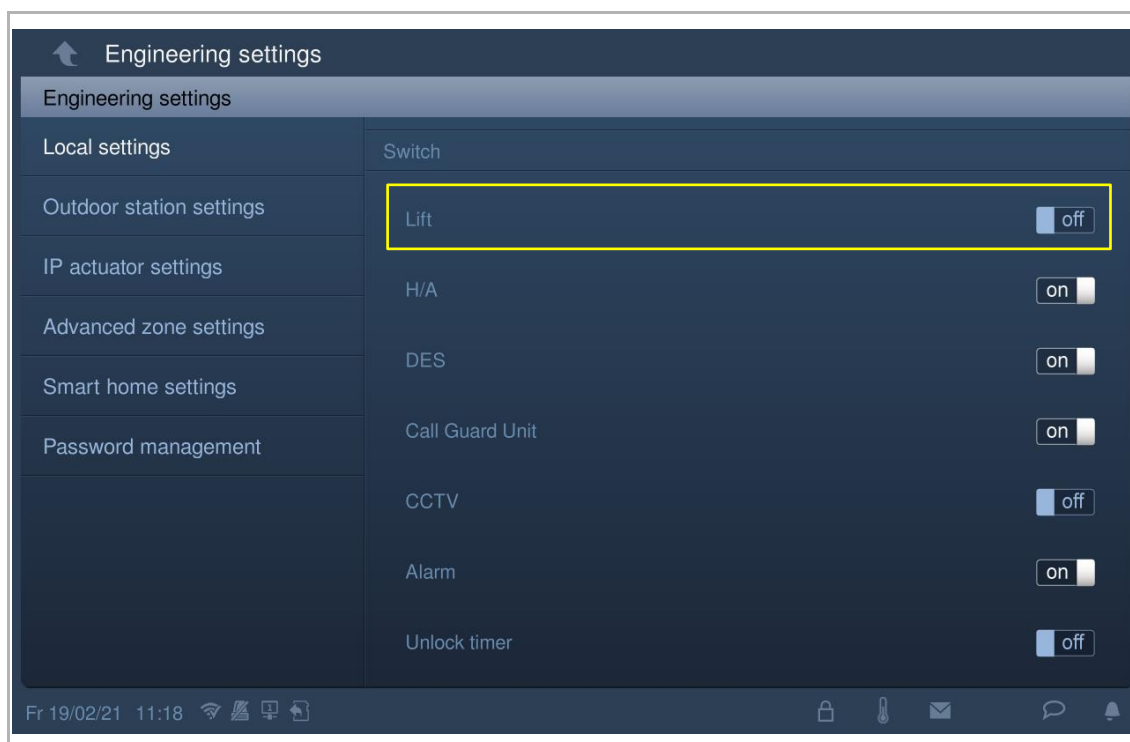 Engineering settings
Engineering settings
Local settings
Switch
Outdoor station settings
Lift off
IP actuator settings
H/A on
Advanced zone settings
DES on
Smart home settings
Call Guard Unit on
Password management
CCTV off
Alarm on
Unlock timer off
Fr 19/02/21 11:18